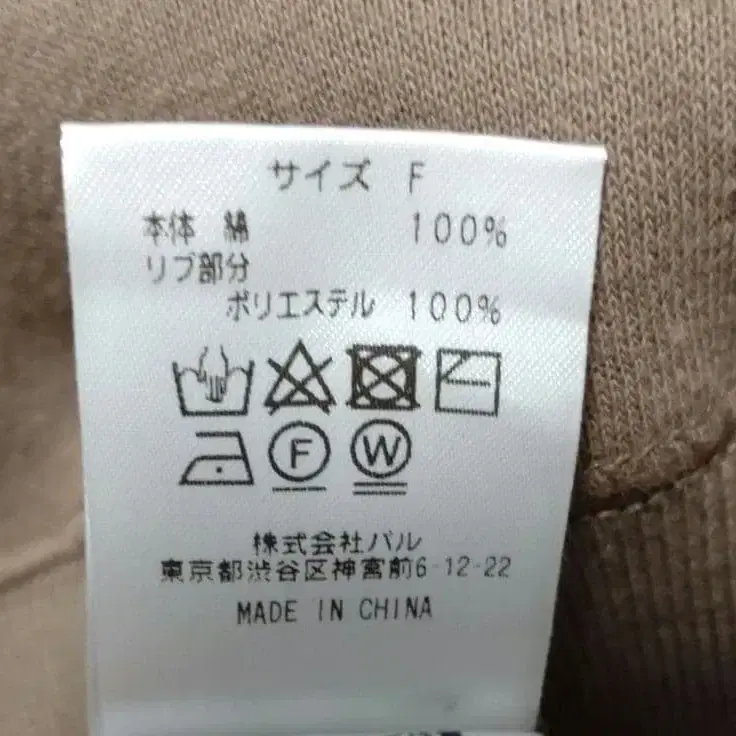 サイズ F
本体 綿 100%
リブ部分
ポリエステル 100%
F
W
株式会社パル
東京都渋谷区神宮前6-12-22
MADE IN CHINA